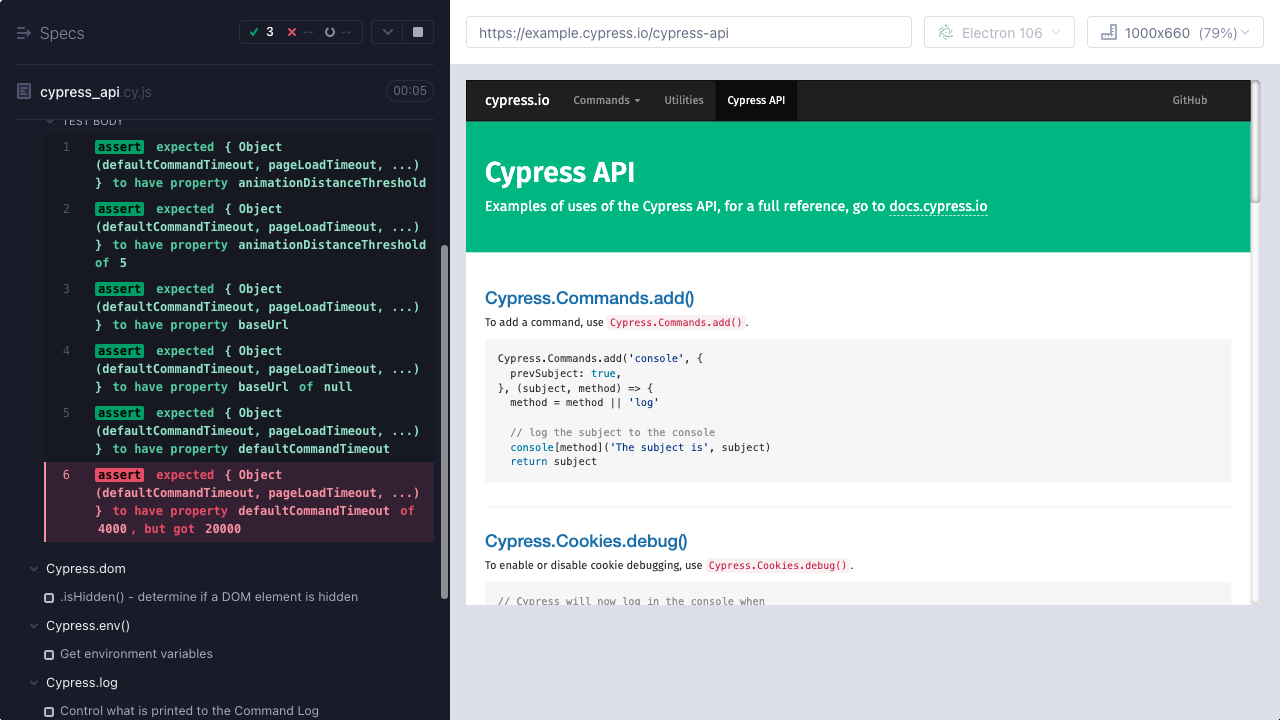 Specs
3
--
--
cypress_api.cy.js
00:05
TEST BODY
1 assert expected { Object
(defaultCommandTimeout, pageLoadTimeout, ...)
} to have property animationDistanceThreshold
2 assert expected { Object
(defaultCommandTimeout, pageLoadTimeout, ...)
} to have property animationDistanceThreshold
of 5
3 assert expected { Object
(defaultCommandTimeout, pageLoadTimeout, ...)
} to have property baseUrl
4 assert expected { Object
(defaultCommandTimeout, pageLoadTimeout, ...)
} to have property baseUrl of null
5 assert expected { Object
(defaultCommandTimeout, pageLoadTimeout, ...)
} to have property defaultCommandTimeout
6 assert expected { Object
(defaultCommandTimeout, pageLoadTimeout, ...)
} to have property defaultCommandTimeout of
4000, but got 20000
Cypress.dom
.isHidden() - determine if a DOM element is hidden
Cypress.env()
Get environment variables
Cypress.log
Control what is printed to the Command Log
https://example.cypress.io/cypress-api
Electron 106
1000x660 (79%)
cypress.io
Commands
Utilities
Cypress API
GitHub
Cypress API
Examples of uses of the Cypress API, for a full reference, go to docs.cypress.io
Cypress.Commands.add()
To add a command, use Cypress.Commands.add().
Cypress.Commands.add('console', {
prevSubject: true,
}, (subject, method) => {
method = method || 'log'
// log the subject to the console
console[method]('The subject is', subject)
return subject
Cypress.Cookies.debug()
To enable or disable cookie debugging, use Cypress.Cookies.debug().
// Cypress will now log in the console when